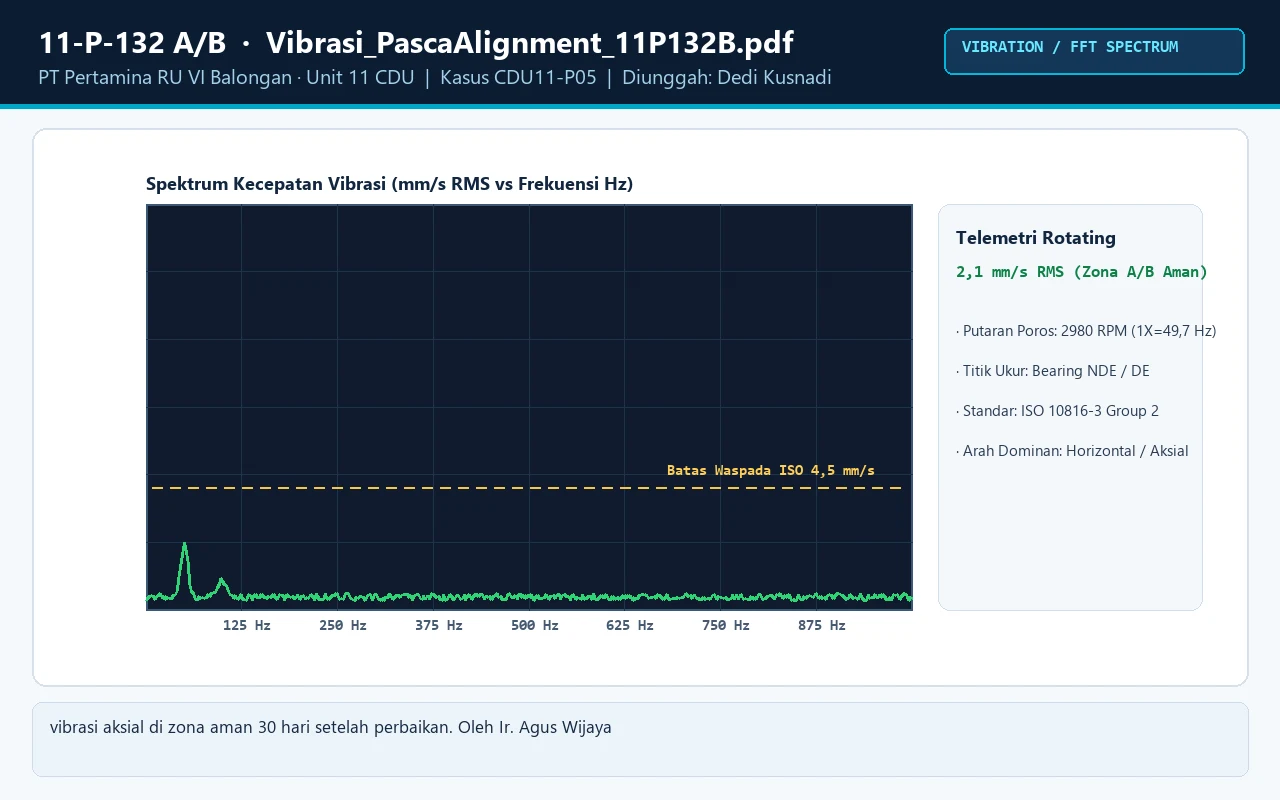 11-P-132 A/B · Vibrasi_PascaAlignment_11P132B.pdf
VIBRATION / FFT SPECTRUM
PT Pertamina RU VI Balongan · Unit 11 CDU | Kasus CDU11-P05 | Diunggah: Dedi Kusnadi
Spektrum Kecepatan Vibrasi (mm/s RMS vs Frekuensi Hz)
Batas Waspada ISO 4,5 mm/s
125 Hz 250 Hz 375 Hz 500 Hz 625 Hz 750 Hz 875 Hz
Telemetri Rotating
2,1 mm/s RMS (Zona A/B Aman)
· Putaran Poros: 2980 RPM (1X=49,7 Hz)
· Titik Ukur: Bearing NDE / DE
· Standar: ISO 10816-3 Group 2
· Arah Dominan: Horizontal / Aksial
vibrasi aksial di zona aman 30 hari setelah perbaikan. Oleh Ir. Agus Wijaya